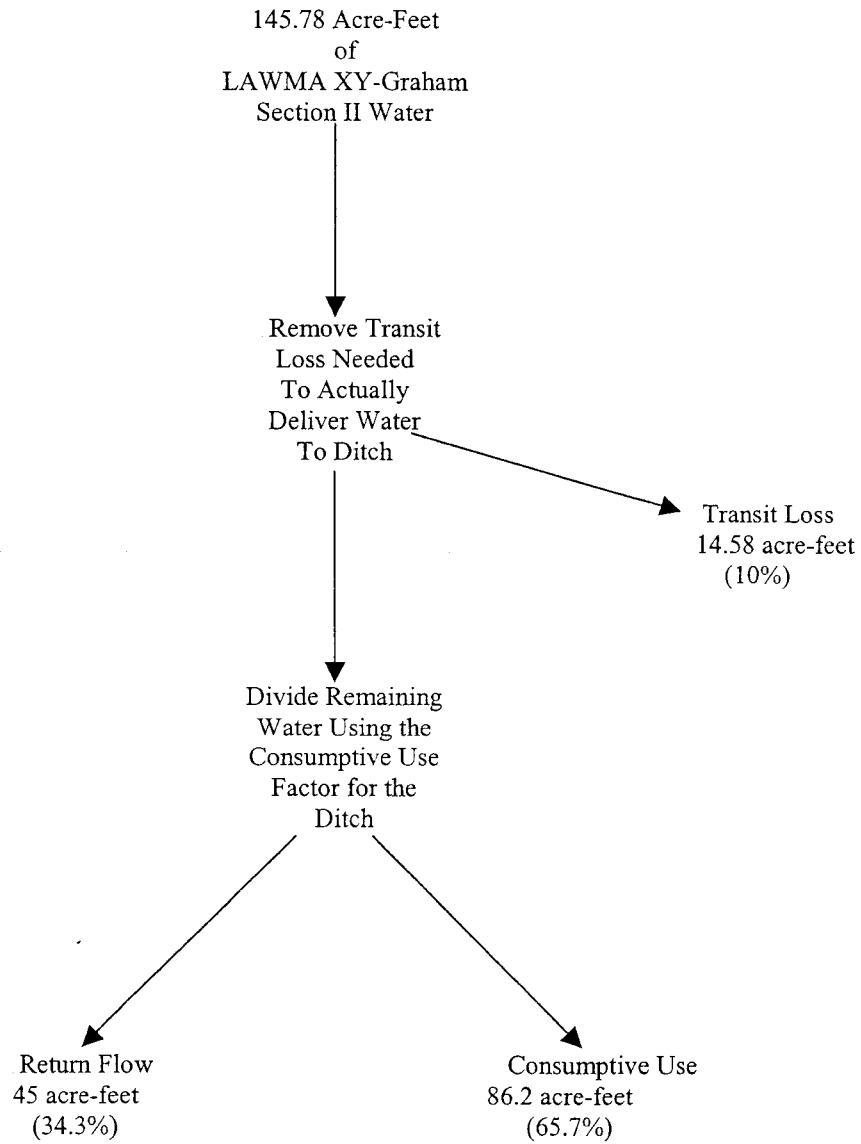 145.78 Acre-Feet
of
LAWMA XY-Graham
Section II Water
Remove Transit
Loss Needed
To Actually
Deliver Water
To Ditch
Transit Loss
14.58 acre-feet
(10%)
Divide Remaining
Water Using the
Consumptive Use
Factor for the
Ditch
Return Flow
45 acre-feet
(34.3%)
Consumptive Use
86.2 acre-feet
(65.7%)